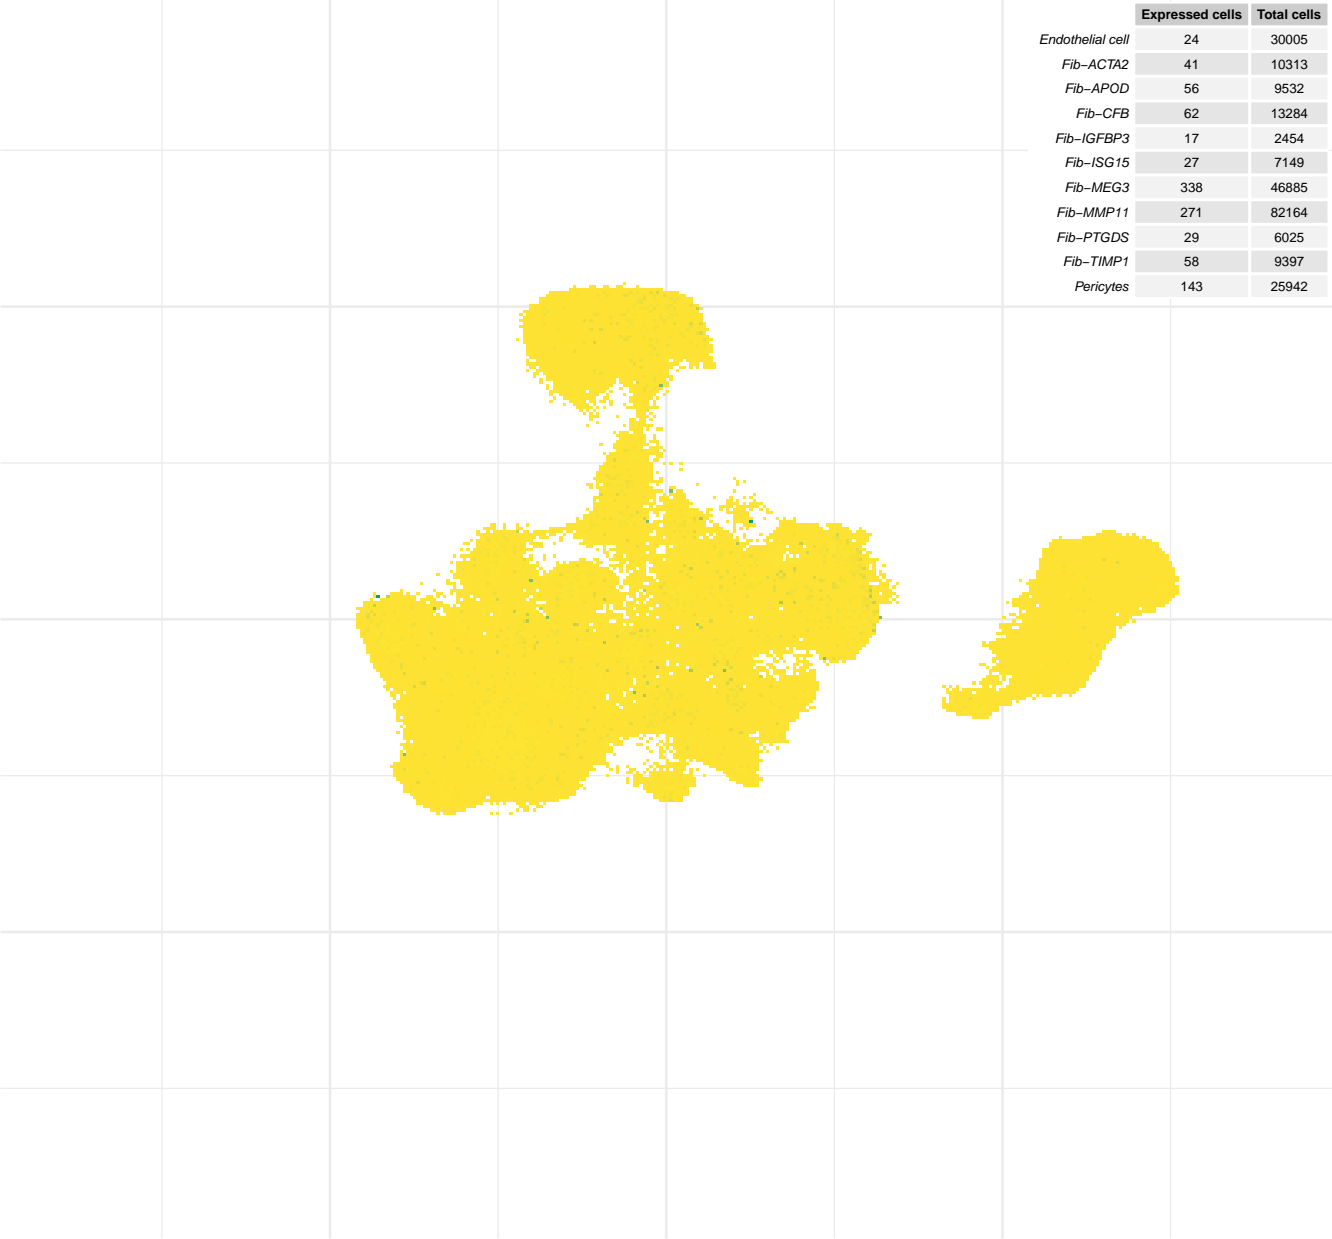 Expressed cells Total cells
Endothelial cell 24 30005
Fib−ACTA2 41 10313
Fib−APOD 56 9532
Fib−CFB 62 13284
Fib−IGFBP3 17 2454
Fib−ISG15 27 7149
Fib−MEG3 338 46885
Fib−MMP11 271 82164
Fib−PTGDS 29 6025
Fib−TIMP1 58 9397
Pericytes 143 25942